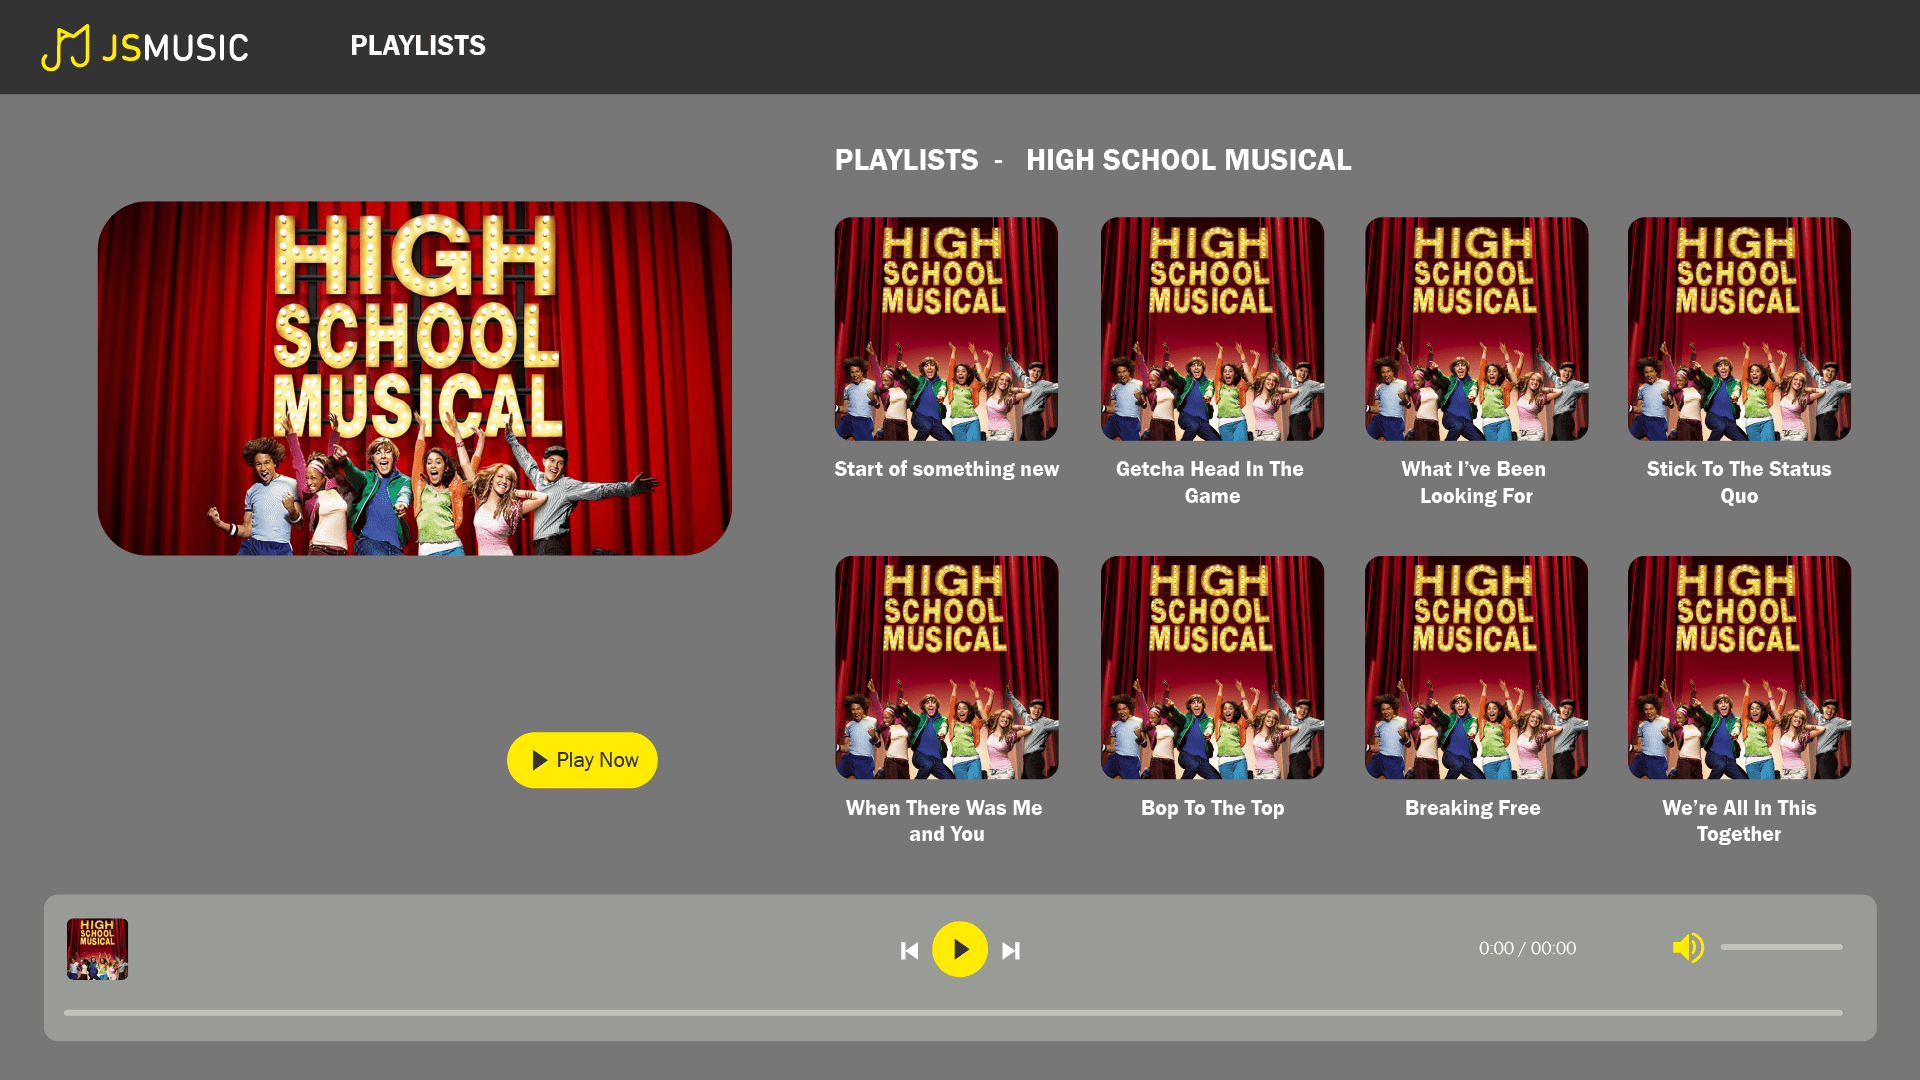 JSMUSIC
PLAYLISTS
PLAYLISTS - HIGH SCHOOL MUSICAL
HIGH
SCHOOL
MUSICAL
HIGH
SCHOOL
MUSICAL
HIGH
SCHOOL
MUSICAL
HIGH
SCHOOL
MUSICAL
HIGH
SCHOOL
MUSICAL
Start of something new
Getcha Head In The
Game
What I’ve Been
Looking For
Stick To The Status
Quo
HIGH
SCHOOL
MUSICAL
HIGH
SCHOOL
MUSICAL
HIGH
SCHOOL
MUSICAL
HIGH
SCHOOL
MUSICAL
When There Was Me
and You
Bop To The Top
Breaking Free
We’re All In This
Together
Play Now
HIGH
SCHOOL
MUSICAL
0:00 / 00:00